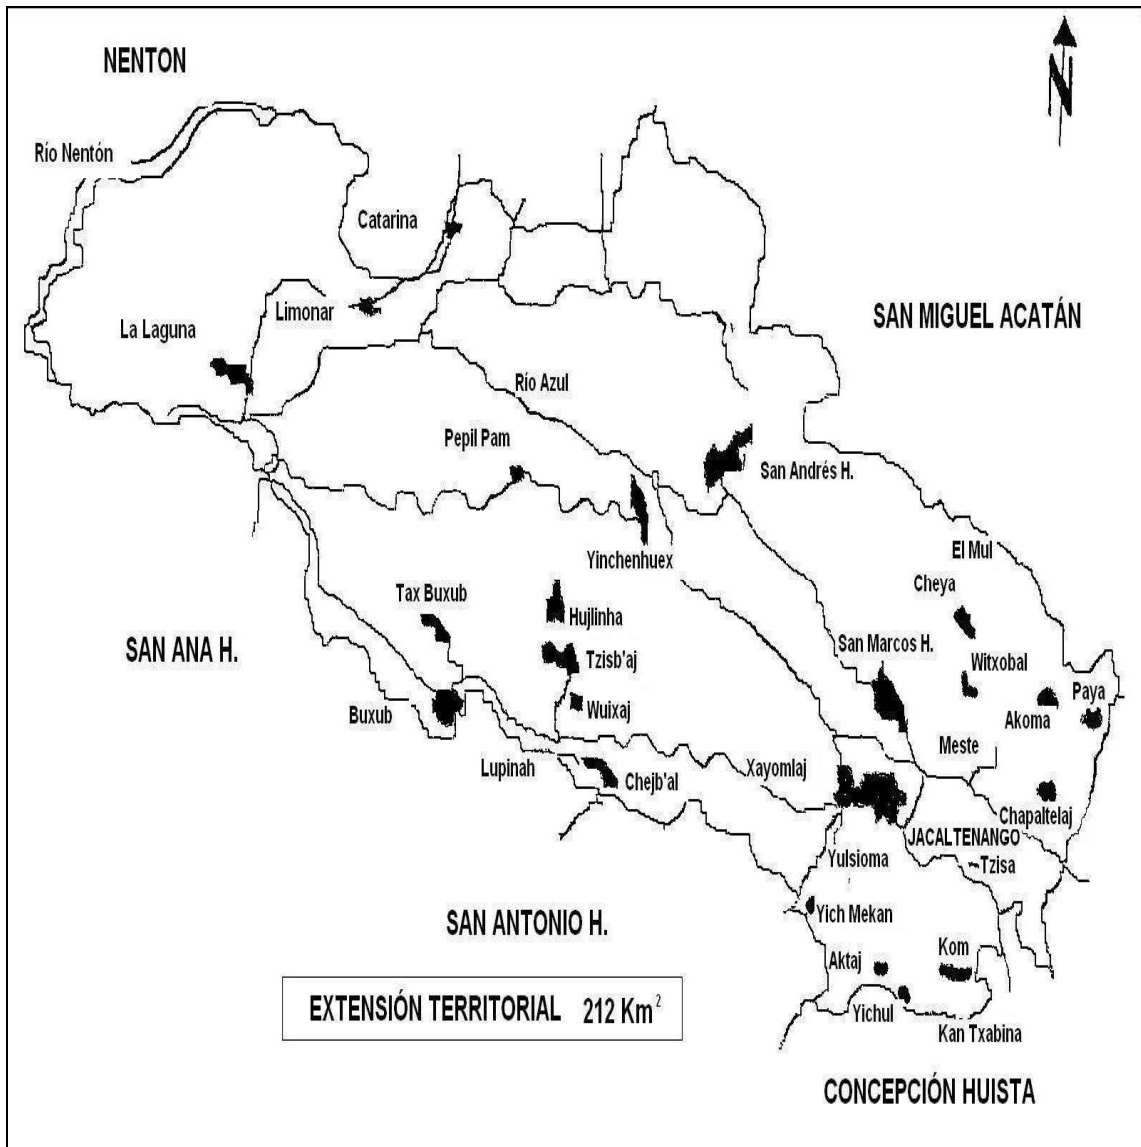 NENTON
N
Río Nentón
Catarina
Limonar
SAN MIGUEL ACATÁN
La Laguna
Río Azul
Pepil Pam
San Andrés H.
El Mul
Yinchenhuex
Cheya
Tax Buxub
Hujlinha
SAN ANA H.
San Marcos H.
Tzisb'aj
Witxobal
Paya
Buxub
Wuixaj
Akoma
Meste
Lupinah
Xayomlaj
Chejb'al
Chapaltelaj
JACALTENANGO
Yulsioma
Tzisa
SAN ANTONIO H.
Yich Mekan
Kom
Aktaj
EXTENSIÓN TERRITORIAL 212 Km²
Yichul
Kan Txabina
CONCEPCIÓN HUISTA